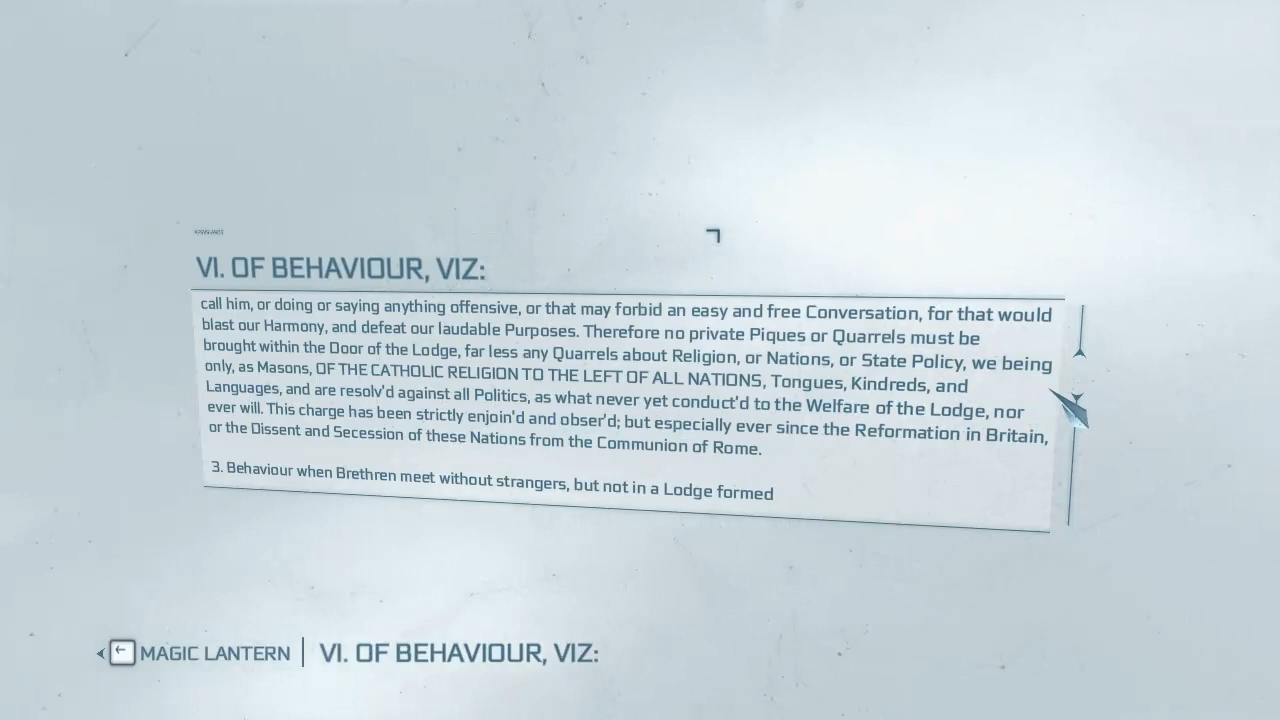 VI. OF BEHAVIOUR, VIZ:
call him, or doing or saying anything offensive, or that may forbid an easy and free Conversation, for that would
blast our Harmony, and defeat our laudable Purposes. Therefore no private Piques or Quarrels must be
brought within the Door of the Lodge, far less any Quarrels about Religion, or Nations, or State Policy, we being
only, as Masons, OF THE CATHOLIC RELIGION TO THE LEFT OF ALL NATIONS, Tongues, Kindreds, and
Languages, and are resolv'd against all Politics, as what never yet conduct'd to the Welfare of the Lodge, nor
ever will. This charge has been strictly enjoin'd and obser'd; but especially ever since the Reformation in Britain,
or the Dissent and Secession of these Nations from the Communion of Rome.
3. Behaviour when Brethren meet without strangers, but not in a Lodge formed
MAGIC LANTERN | VI. OF BEHAVIOUR, VIZ: